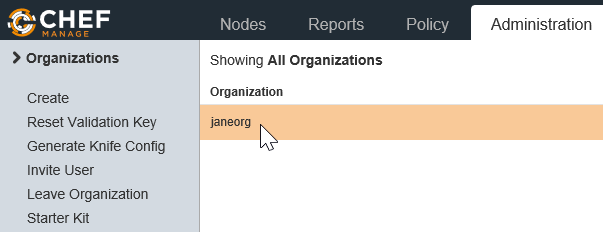 CHEF
MANAGE
Nodes Reports Policy Administration
Organizations
Create
Reset Validation Key
Generate Knife Config
Invite User
Leave Organization
Starter Kit
Showing All Organizations
Organization
janeorg